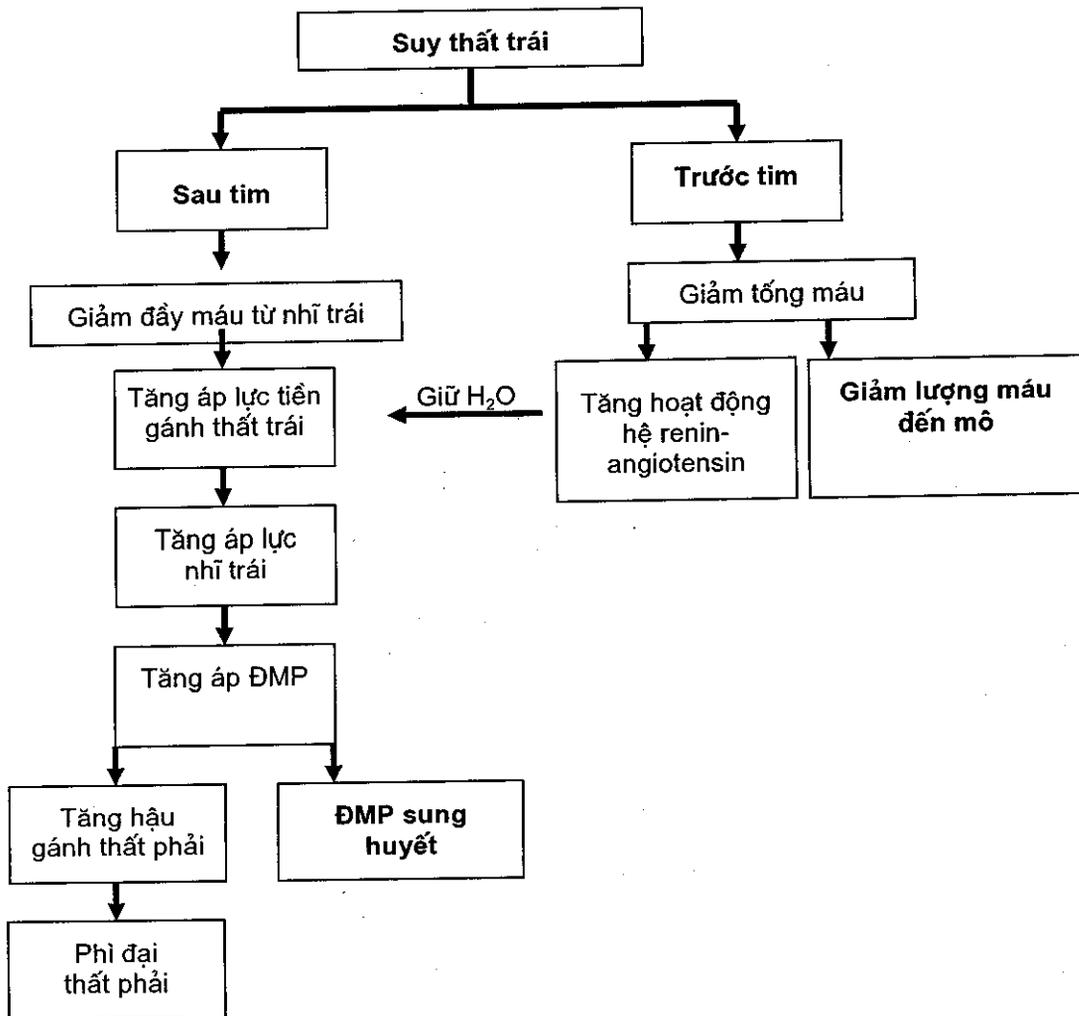 Suy thất trái
Sau tim
Trước tim
Giảm đầy máu từ nhĩ trái
Giảm tống máu
Tăng áp lực tiền
gánh thất trái
Giữ H₂O
Tăng hoạt động
hệ renin-
angiotensin
Giảm lượng máu
đến mô
Tăng áp lực
nhĩ trái
Tăng áp ĐMP
Tăng hậu
gánh thất phải
ĐMP sung
huyết
Phì đại
thất phải